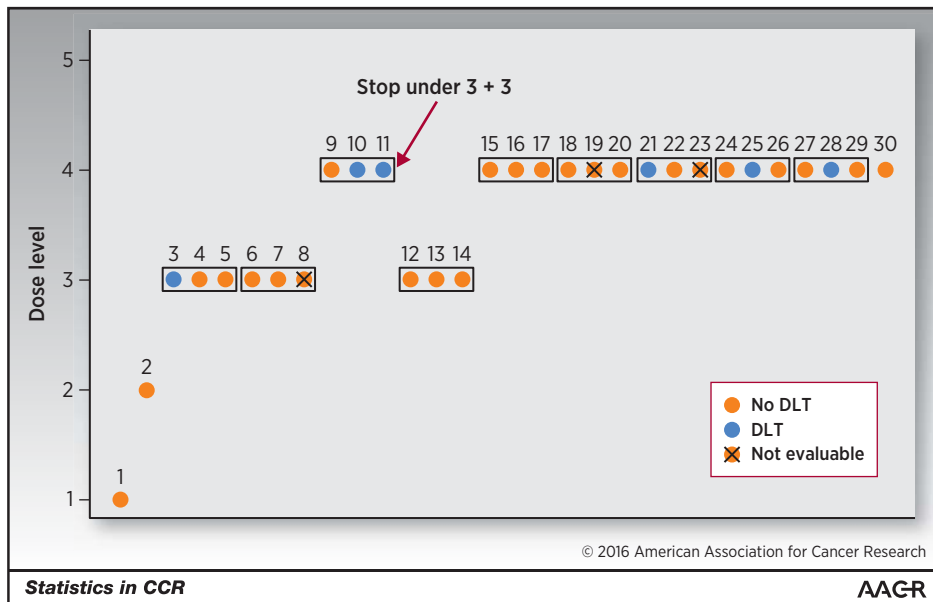 5
Stop under 3 + 3
9 10 11 15 16 17 18 19 20 21 22 23 24 25 26 27 28 29 30
4
3 4 5 6 7 8 12 13 14
3
Dose level
2
2
No DLT
DLT
Not evaluable
1
1
© 2016 American Association for Cancer Research
Statistics in CCR
AACR